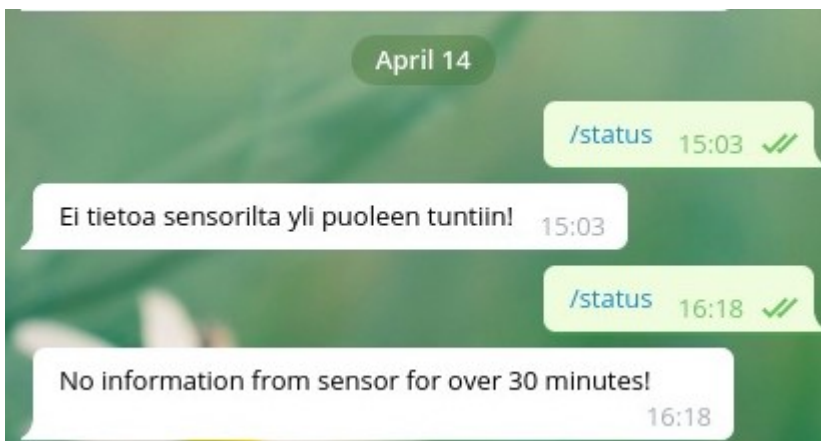 April 14
/status 15:03
Ei tietoa sensorilta yli puoleen tuntiin! 15:03
/status 16:18
No information from sensor for over 30 minutes!
16:18